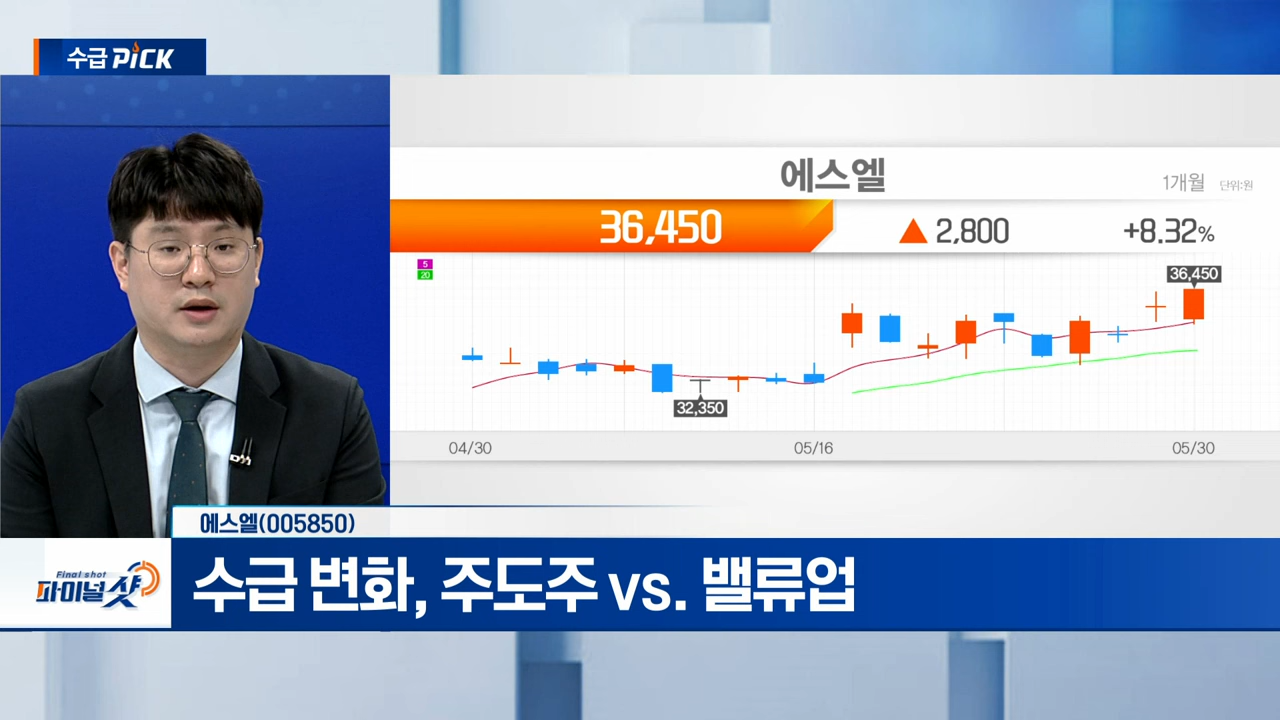 수급 PiCK
에스엘
1개월 단위:원
36,450 ▲ 2,800 +8.32%
5
20
36,450
32,350
04/30 05/16 05/30
에스엘(005850)
Final shot
파이널샷
수급 변화, 주도주 vs. 밸류업